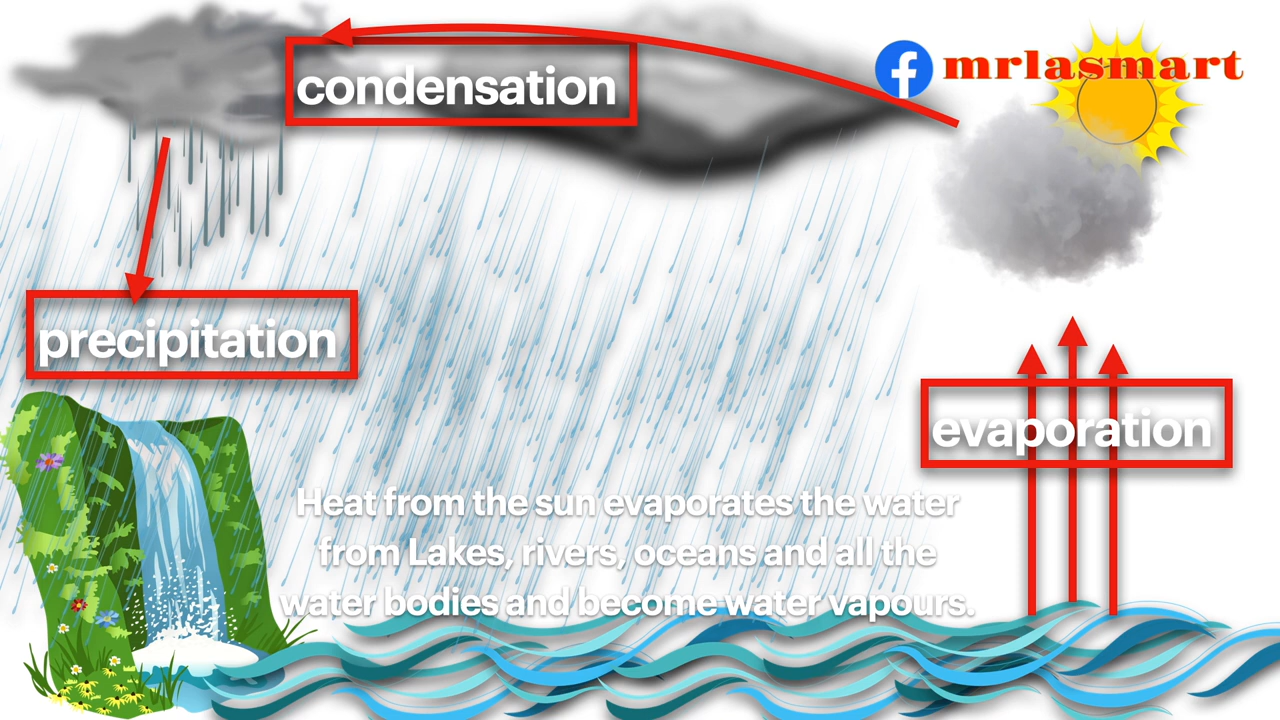 condensation
mrlasmart
precipitation
evaporation
Heat from the sun evaporates the water
from Lakes, rivers, oceans and all the
water bodies and become water vapours.